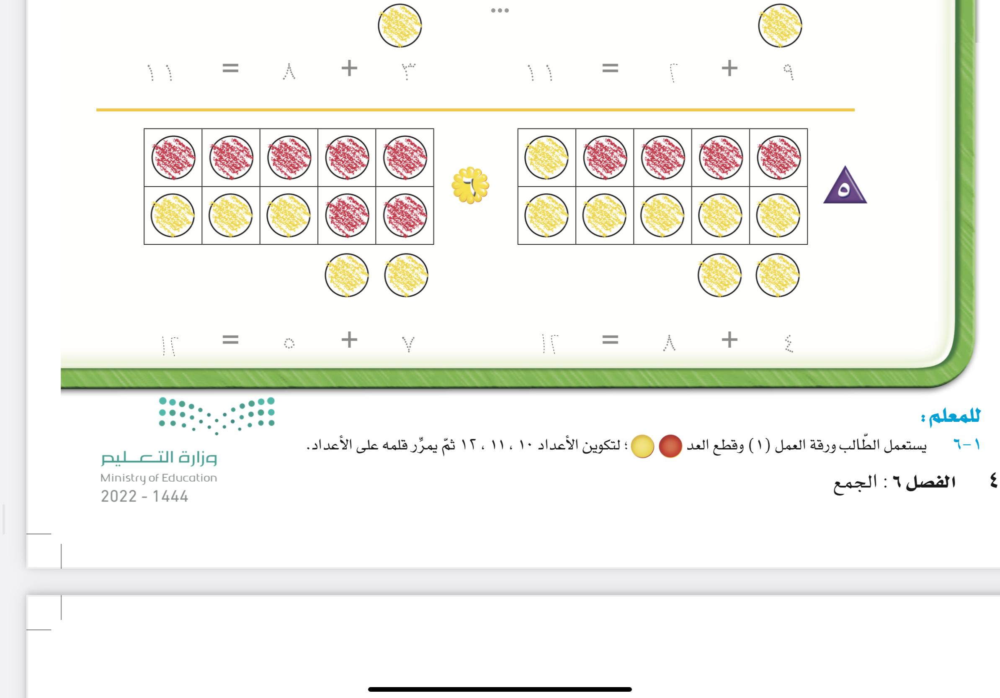 ٩ + ٢ = ١١
٣ + ٨ = ١١
٥
٦
٤ + ٨ = ١٢
٧ + ٥ = ١٢
للمعلم :
١-٦ يستعمل الطّالب ورقة العمل (١) وقطع العد ؛ لتكوين الأعداد ١٠ ، ١١ ، ١٢ ثمّ يمرِّر قلمه على الأعداد.
٤ الفصل ٦ : الجمع
وزارة التعليم
Ministry of Education
2022 - 1444